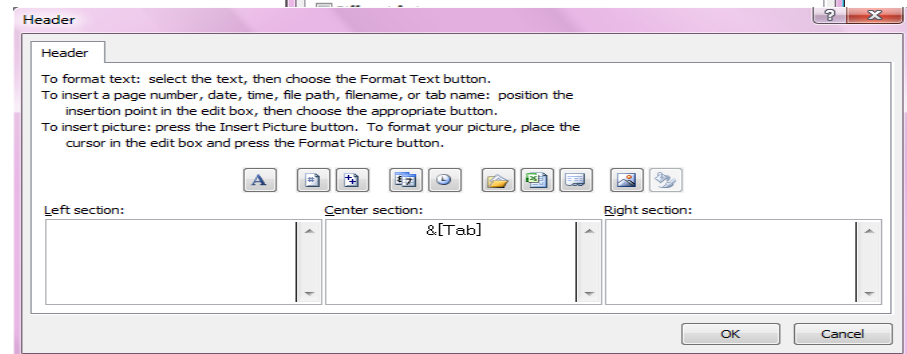 Header
Header
To format text: select the text, then choose the Format Text button.
To insert a page number, date, time, file path, filename, or tab name: position the
insertion point in the edit box, then choose the appropriate button.
To insert picture: press the Insert Picture button. To format your picture, place the
cursor in the edit box and press the Format Picture button.
A
Left section:
Center section:
Right section:
&[Tab]
OK
Cancel